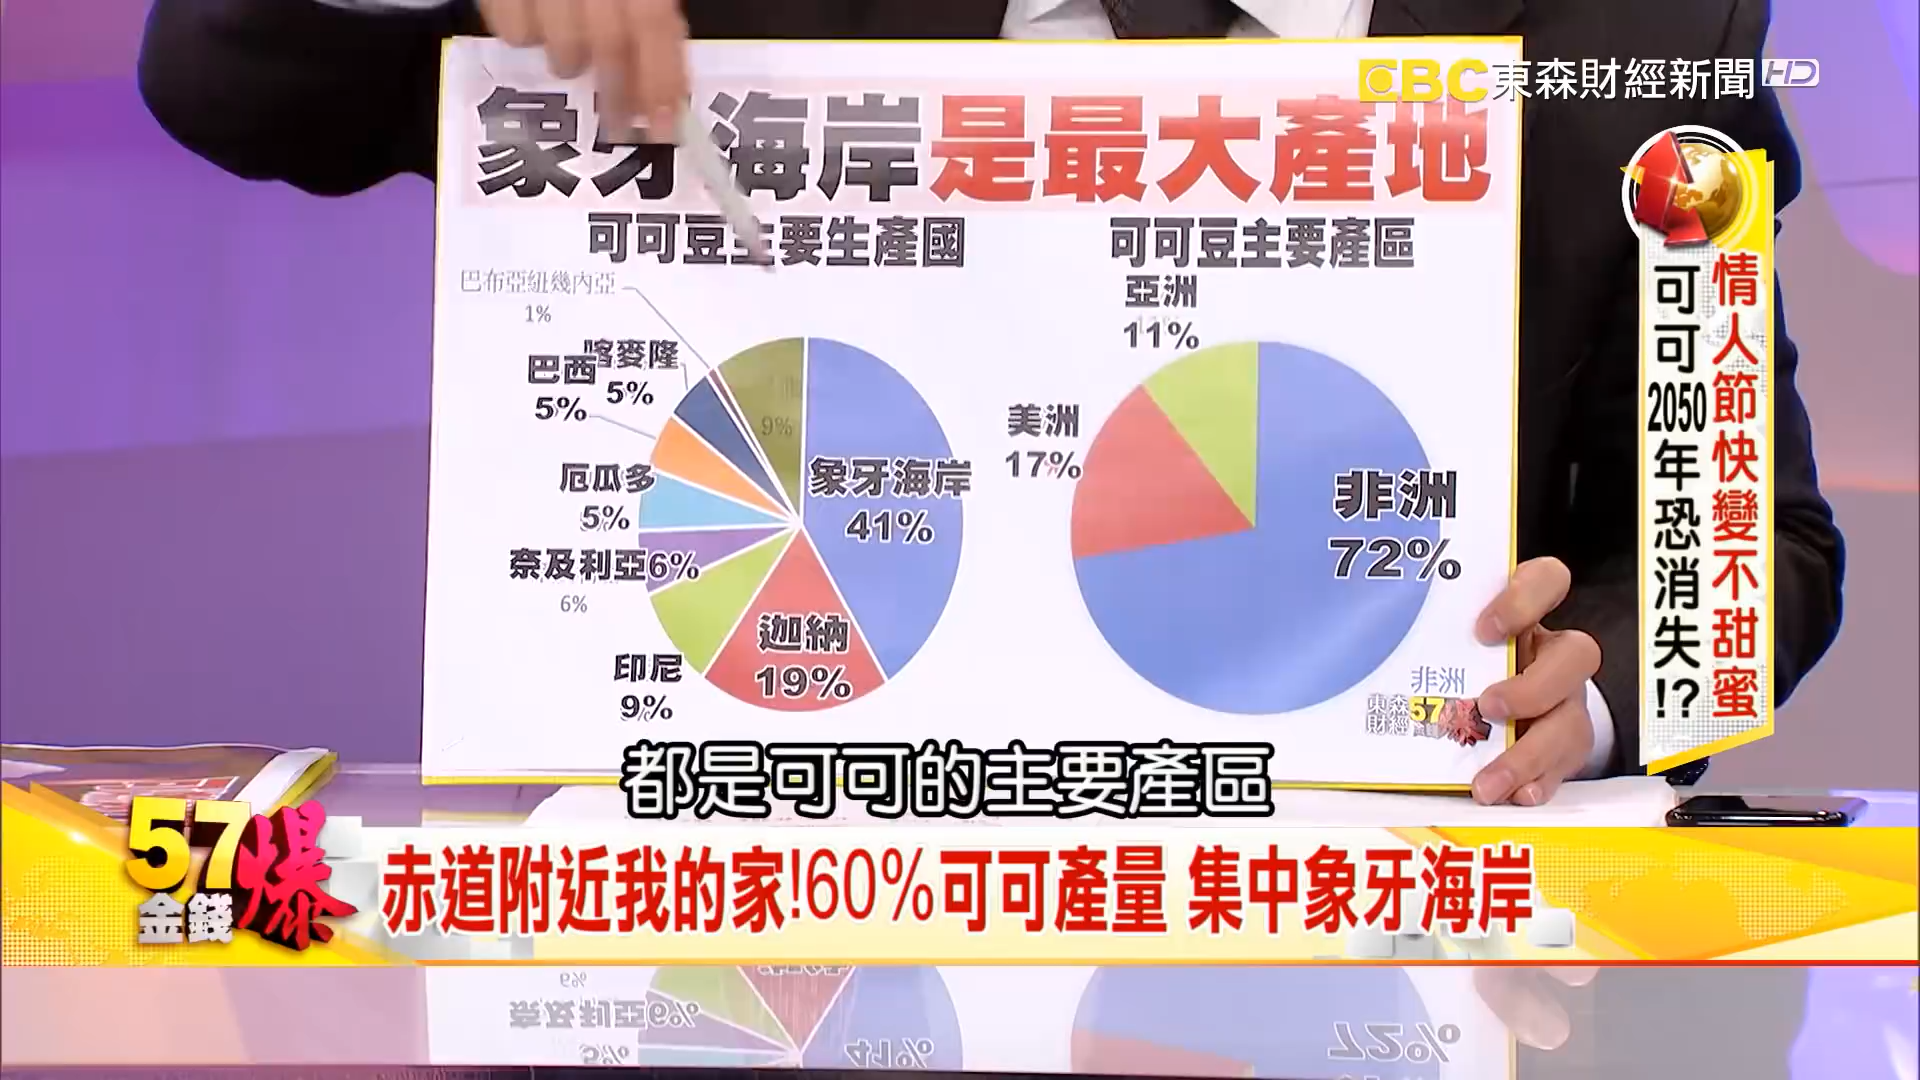 EBC東森財經新聞HD
象牙海岸是最大產地
可可豆主要生產國
可可豆主要產區
巴布亞紐幾內亞
1%
喀麥隆
5%
巴西
5%
厄瓜多
5%
奈及利亞6%
6%
印尼
9%
迦納
19%
象牙海岸
41%
9%
亞洲
11%
美洲
17%
非洲
72%
非洲
東森
財經
57
情人節快變不甜蜜
可可2050年恐消失!?
都是可可的主要產區
57
金錢爆
赤道附近我的家!60%可可產量 集中象牙海岸